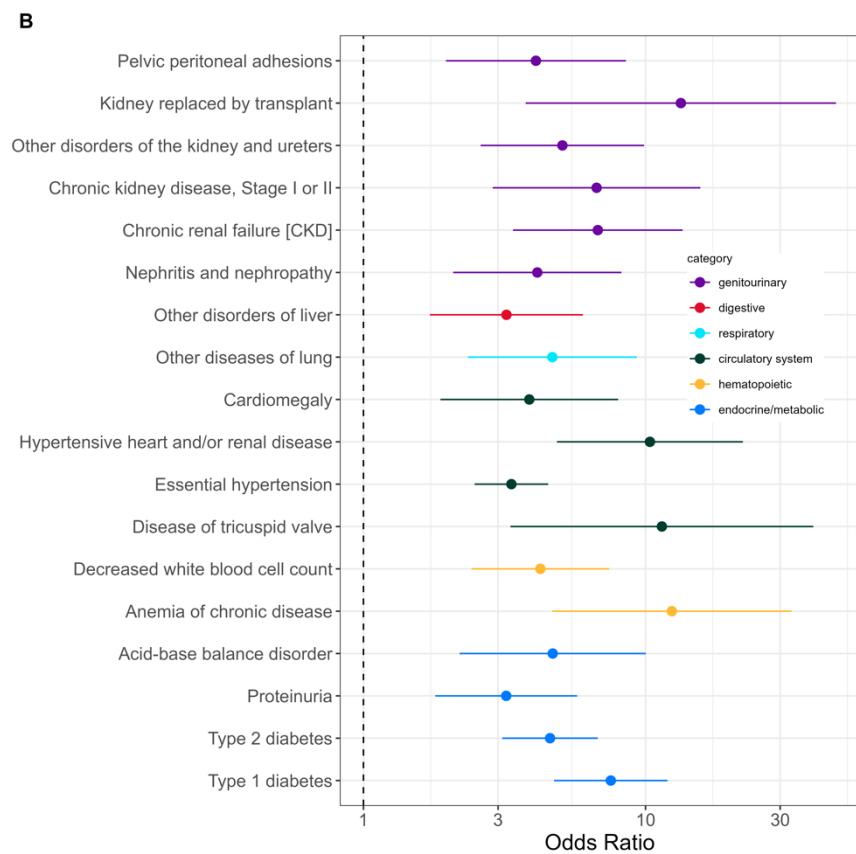 B
Pelvic peritoneal adhesions
Kidney replaced by transplant
Other disorders of the kidney and ureters
Chronic kidney disease, Stage I or II
Chronic renal failure [CKD]
Nephritis and nephropathy
Other disorders of liver
Other diseases of lung
Cardiomegaly
Hypertensive heart and/or renal disease
Essential hypertension
Disease of tricuspid valve
Decreased white blood cell count
Anemia of chronic disease
Acid-base balance disorder
Proteinuria
Type 2 diabetes
Type 1 diabetes
category
genitourinary
digestive
respiratory
circulatory system
hematopoietic
endocrine/metabolic
1 3 10 30
Odds Ratio